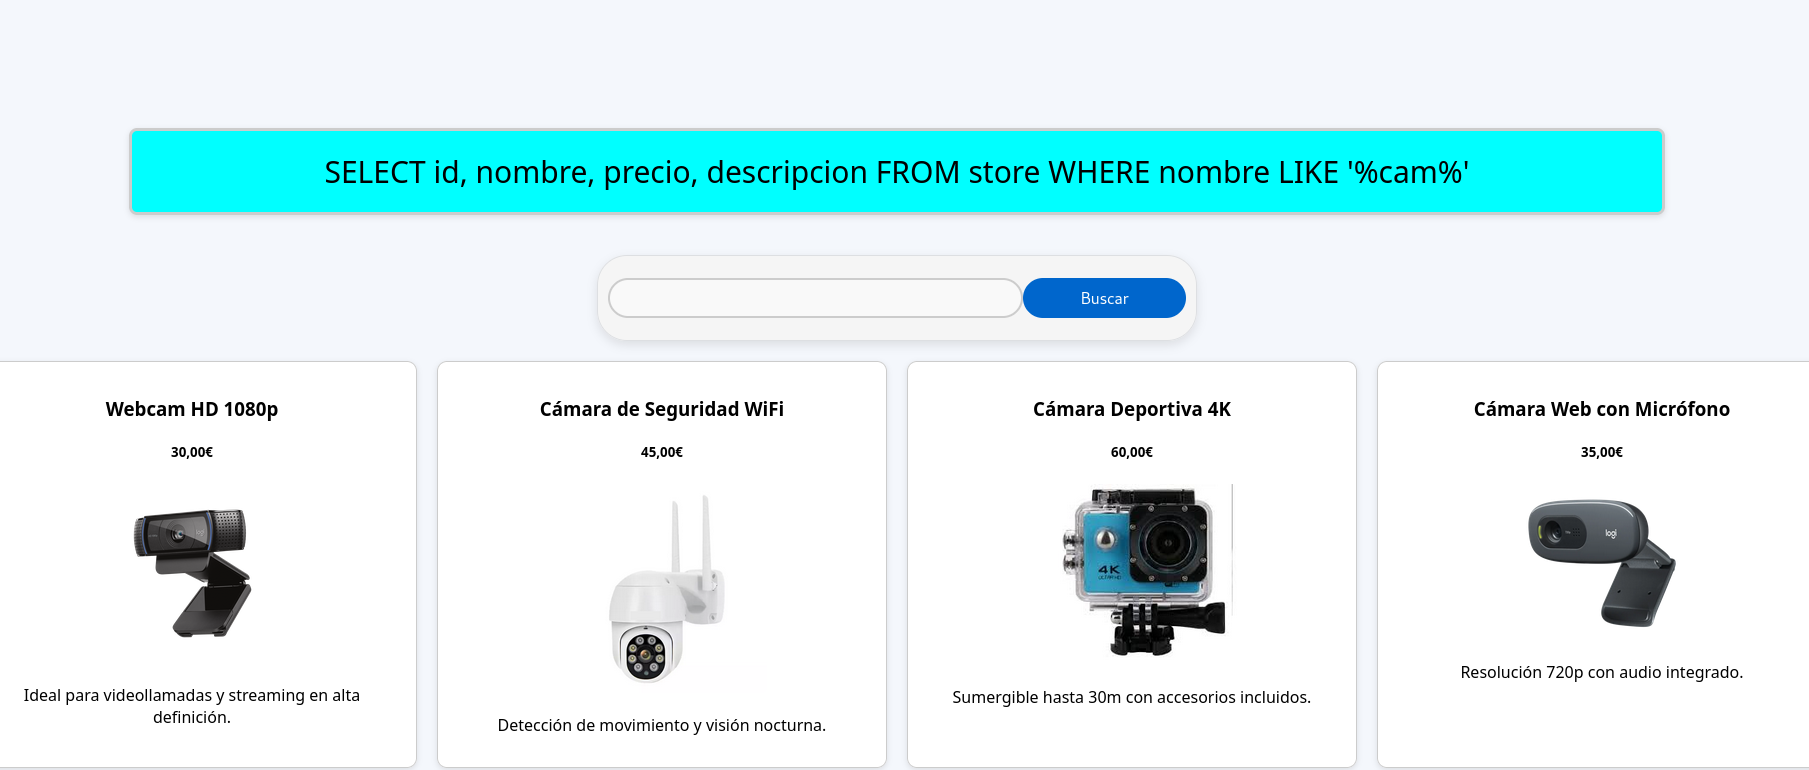 SELECT id, nombre, precio, descripcion FROM store WHERE nombre LIKE '%cam%'
Buscar
Webcam HD 1080p
30,00€
Ideal para videollamadas y streaming en alta
definición.
Cámara de Seguridad WiFi
45,00€
Detección de movimiento y visión nocturna.
Cámara Deportiva 4K
60,00€
4K
ULTRA HD
Sumergible hasta 30m con accesorios incluidos.
Cámara Web con Micrófono
35,00€
logi
Resolución 720p con audio integrado.